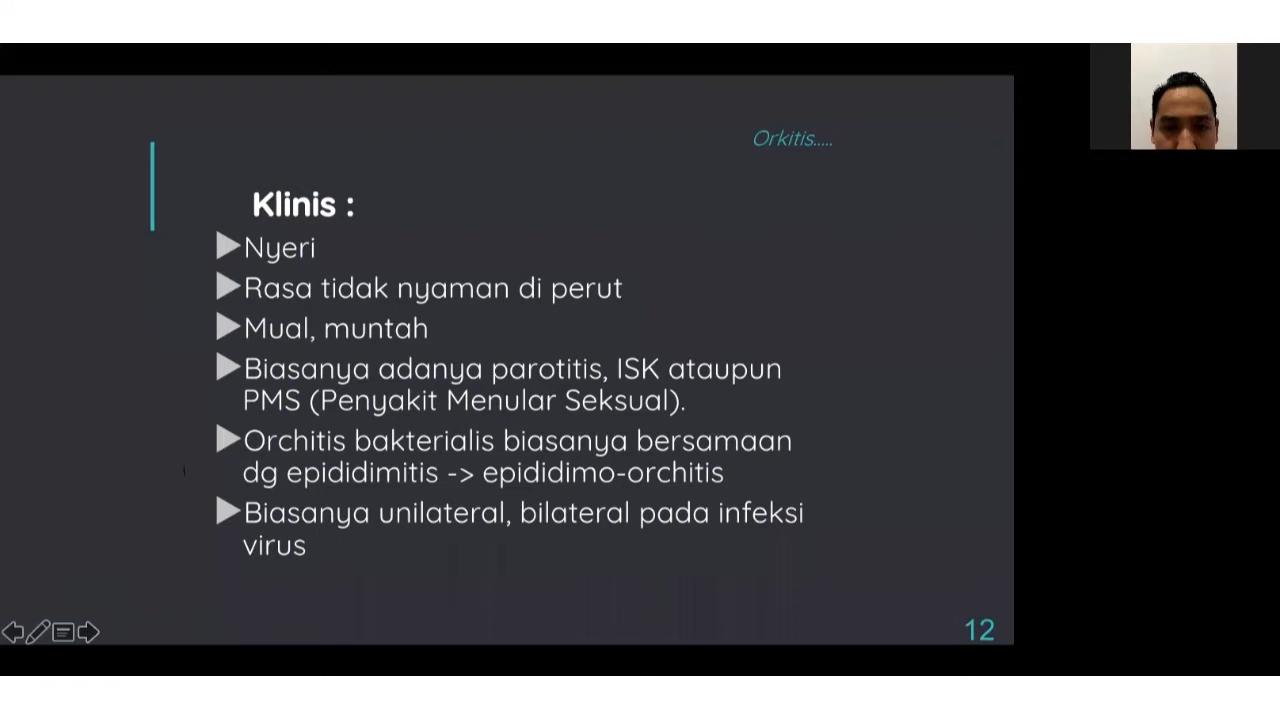 Orkitis.....
Klinis :
Nyeri
Rasa tidak nyaman di perut
Mual, muntah
Biasanya adanya parotitis, ISK ataupun
PMS (Penyakit Menular Seksual).
Orchitis bakterialis biasanya bersamaan
dg epididimitis -> epididimo-orchitis
Biasanya unilateral, bilateral pada infeksi
virus
12